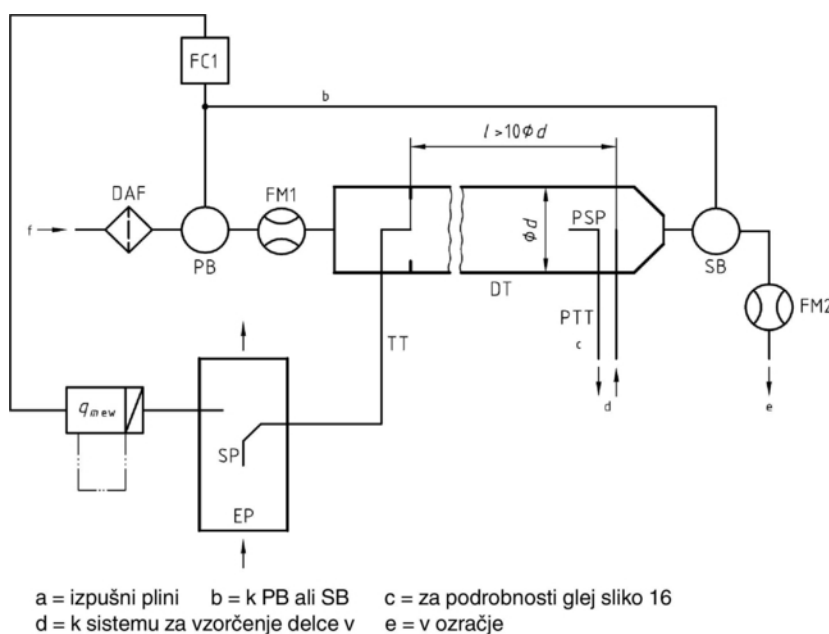 FC1
b
l >10 Φ d
DAF
FM1
f
Φ d
PSP
PB
SB
DT
FM2
PTT
TT
c
d
e
qmew
SP
EP
a = izpušni plini b = k PB ali SB c = za podrobnosti glej sliko 16
d = k sistemu za vzorčenje delce v e = v ozračje